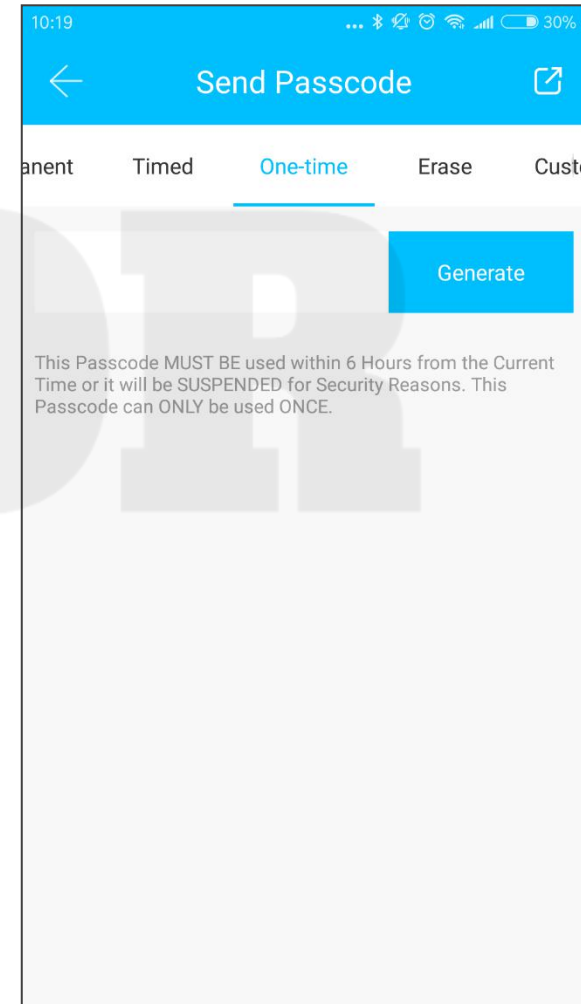 10:19 ... 30%
Send Passcode
anent Timed One-time Erase Cust
Generate
This Passcode MUST BE used within 6 Hours from the Current
Time or it will be SUSPENDED for Security Reasons. This
Passcode can ONLY be used ONCE.
OR